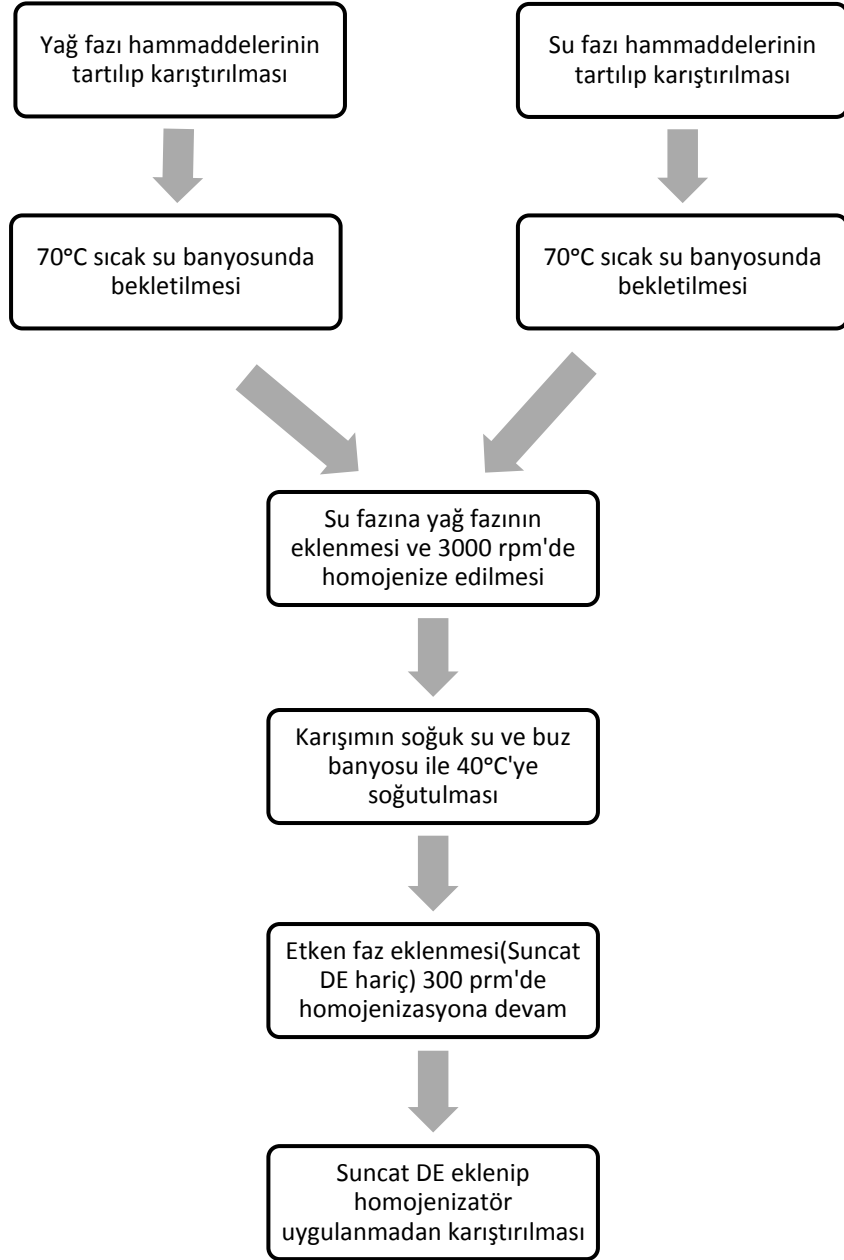 Yağ fazı hammaddelerinin
tartılıp karıştırılması
Su fazı hammaddelerinin
tartılıp karıştırılması
70°C sıcak su banyosunda
bekletilmesi
70°C sıcak su banyosunda
bekletilmesi
Su fazına yağ fazının
eklenmesi ve 3000 rpm'de
homojenize edilmesi
Karışımın soğuk su ve buz
banyosu ile 40°C'ye
soğutulması
Etken faz eklenmesi(Suncat
DE hariç) 300 prm'de
homojenizasyona devam
Suncat DE eklenip
homojenizatör
uygulanmadan karıştırılması